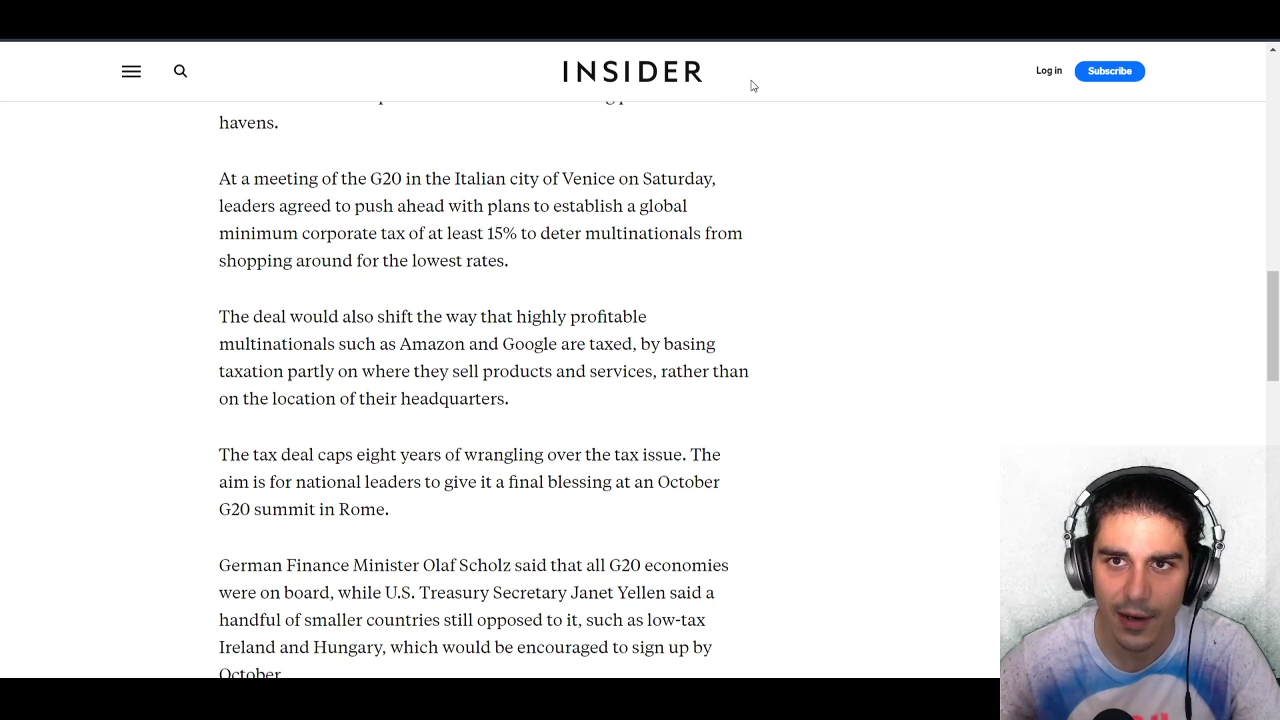 INSIDER
Log in
Subscribe
havens.
At a meeting of the G20 in the Italian city of Venice on Saturday,
leaders agreed to push ahead with plans to establish a global
minimum corporate tax of at least 15% to deter multinationals from
shopping around for the lowest rates.
The deal would also shift the way that highly profitable
multinationals such as Amazon and Google are taxed, by basing
taxation partly on where they sell products and services, rather than
on the location of their headquarters.
The tax deal caps eight years of wrangling over the tax issue. The
aim is for national leaders to give it a final blessing at an October
G20 summit in Rome.
German Finance Minister Olaf Scholz said that all G20 economies
were on board, while U.S. Treasury Secretary Janet Yellen said a
handful of smaller countries still opposed to it, such as low-tax
Ireland and Hungary, which would be encouraged to sign up by
October.